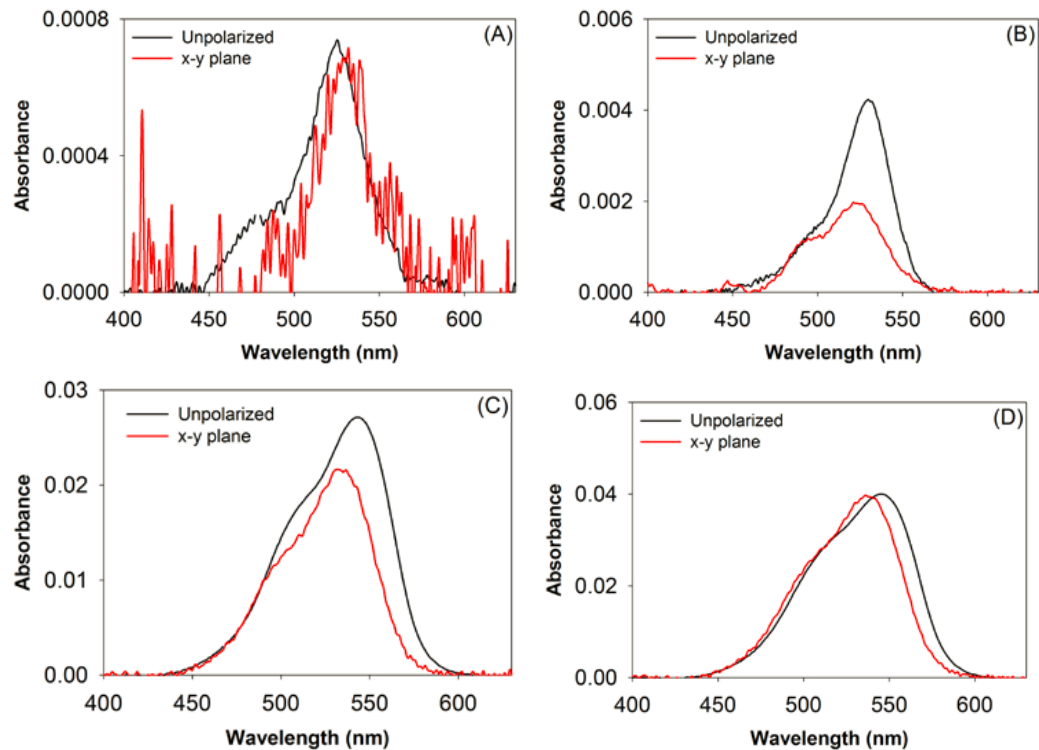 0.0008
Unpolarized
x-y plane
(A)
0.0004
0.0000
400 450 500 550 600
Wavelength (nm)
Absorbance
0.006
Unpolarized
x-y plane
(B)
0.004
0.002
0.000
400 450 500 550 600
Wavelength (nm)
Absorbance
0.03
Unpolarized
x-y plane
(C)
0.02
0.01
0.00
400 450 500 550 600
Wavelength (nm)
Absorbance
0.06
Unpolarized
x-y plane
(D)
0.04
0.02
0.00
400 450 500 550 600
Wavelength (nm)
Absorbance